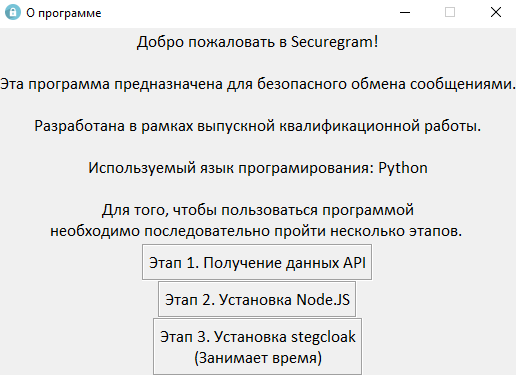 О программе
Добро пожаловать в Securegram!
Эта программа предназначена для безопасного обмена сообщениями.
Разработана в рамках выпускной квалификационной работы.
Используемый язык програмирования: Python
Для того, чтобы пользоваться программой
необходимо последовательно пройти несколько этапов.
Этап 1. Получение данных API
Этап 2. Установка Node.JS
Этап 3. Установка stegcloak
(Занимает время)